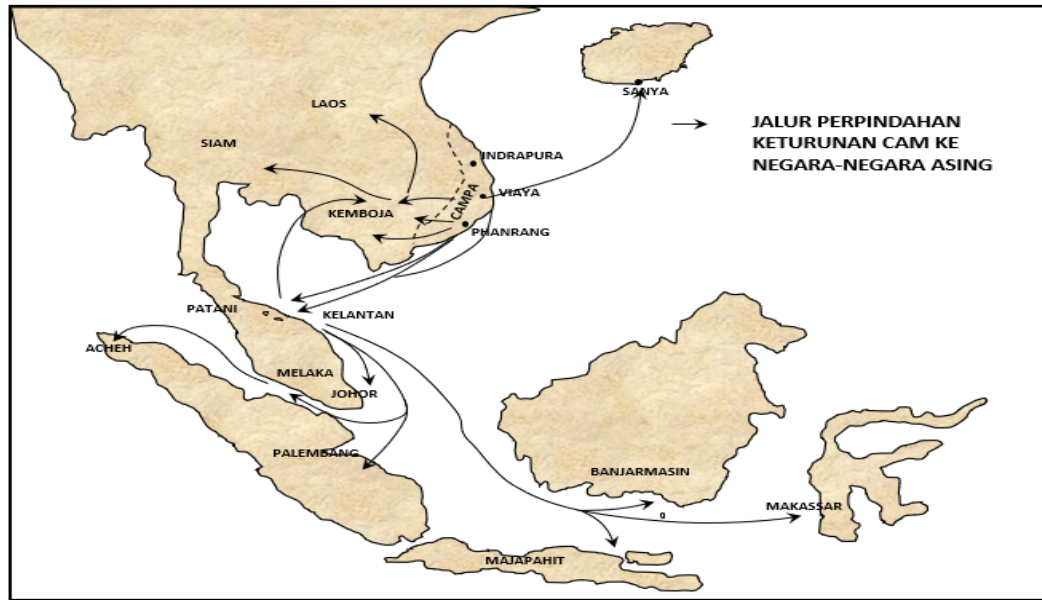 SANYA
LAOS
JALUR PERPINDAHAN
KETURUNAN CAM KE
NEGARA-NEGARA ASING
SIAM
INDRAPURA
VIAYA
CAMPA
KEMBOJA
PHANRANG
PATANI
KELANTAN
ACHEH
MELAKA
JOHOR
PALEMBANG
BANJARMASIN
MAKASSAR
MAJAPAHIT